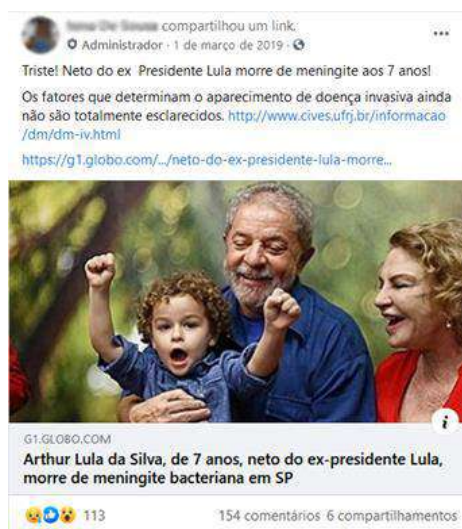 compartilhou um link.
Administrador · 1 de março de 2019 ·
Triste! Neto do ex Presidente Lula morre de meningite aos 7 anos!
Os fatores que determinam o aparecimento de doença invasiva ainda
não são totalmente esclarecidos. http://www.cives.ufrj.br/informacao
/dm/dm-iv.html
https://g1.globo.com/.../neto-do-ex-presidente-lula-morre...
i
G1.GLOBO.COM
Arthur Lula da Silva, de 7 anos, neto do ex-presidente Lula,
morre de meningite bacteriana em SP
113 154 comentários 6 compartilhamentos